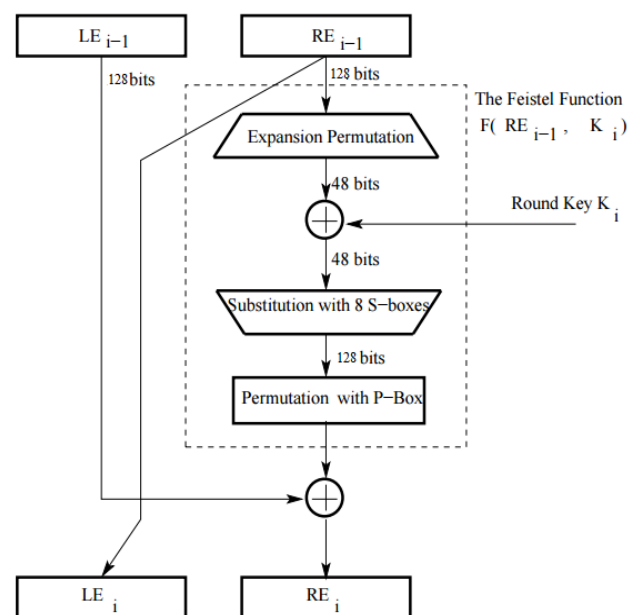 LE i−1
RE i−1
128bits
128 bits
The Feistel Function
F( RE i−1 , K i )
Expansion Permutation
48 bits
Round Key K i
48 bits
Substitution with 8 S−boxes
128 bits
Permutation with P−Box
LE i
RE i